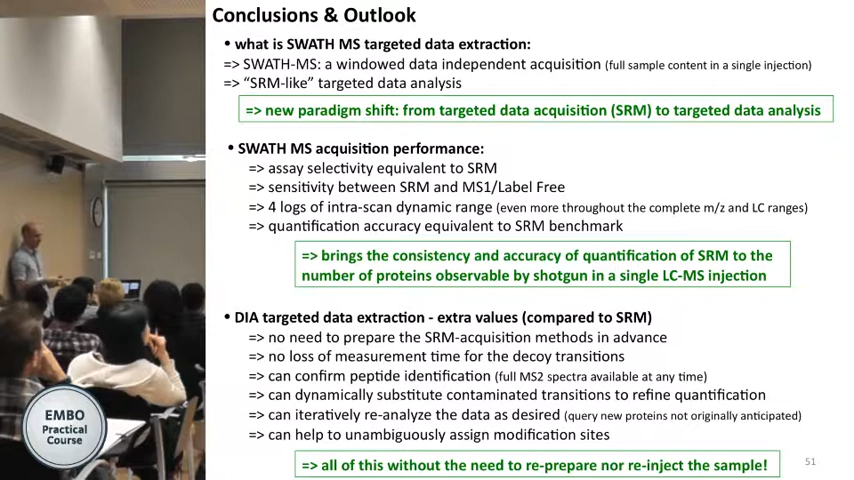 Conclusions & Outlook
• what is SWATH MS targeted data extraction:
=> SWATH-MS: a windowed data independent acquisition (full sample content in a single injection)
=> “SRM-like” targeted data analysis
=> new paradigm shift: from targeted data acquisition (SRM) to targeted data analysis
• SWATH MS acquisition performance:
=> assay selectivity equivalent to SRM
=> sensitivity between SRM and MS1/Label Free
=> 4 logs of intra-scan dynamic range (even more throughout the complete m/z and LC ranges)
=> quantification accuracy equivalent to SRM benchmark
=> brings the consistency and accuracy of quantification of SRM to the
number of proteins observable by shotgun in a single LC-MS injection
• DIA targeted data extraction - extra values (compared to SRM)
=> no need to prepare the SRM-acquisition methods in advance
=> no loss of measurement time for the decoy transitions
=> can confirm peptide identification (full MS2 spectra available at any time)
=> can dynamically substitute contaminated transitions to refine quantification
=> can iteratively re-analyze the data as desired (query new proteins not originally anticipated)
=> can help to unambiguously assign modification sites
=> all of this without the need to re-prepare nor re-inject the sample!
51
EMBO
Practical
Course